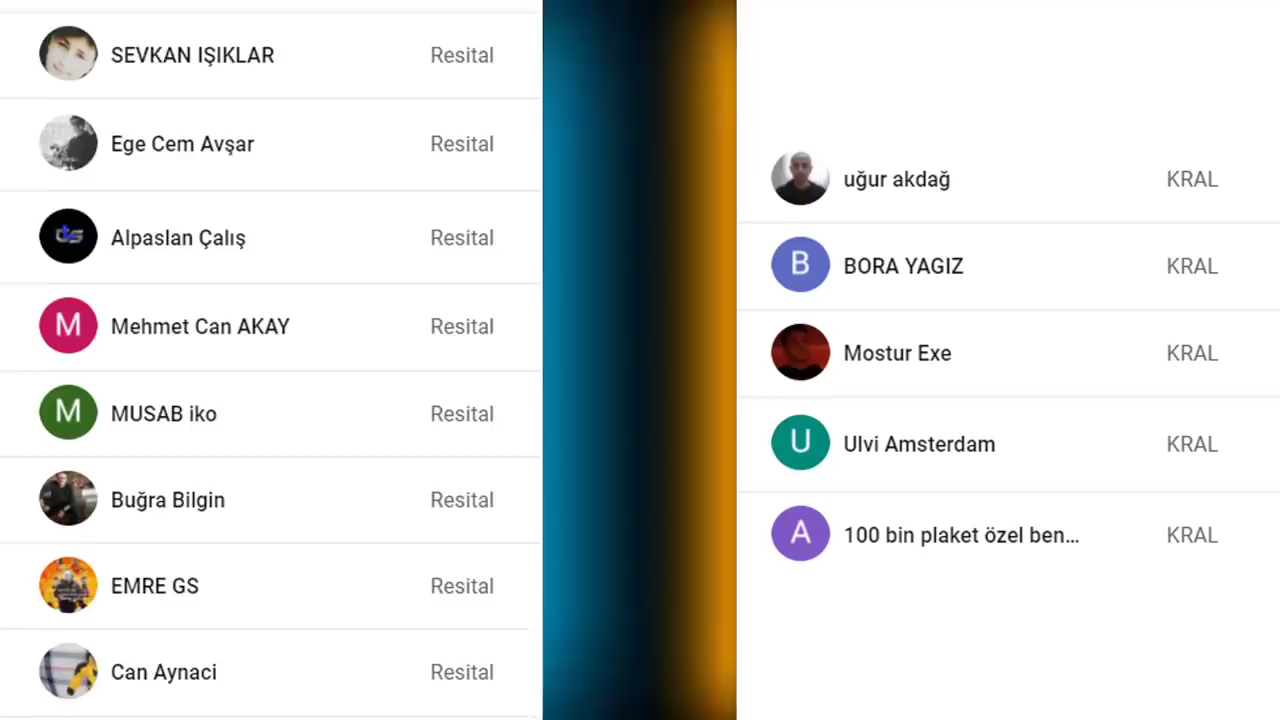 SEVKAN IŞIKLAR Resital
Ege Cem Avşar Resital
Alpaslan Çalış Resital
M Mehmet Can AKAY Resital
M MUSAB iko Resital
Buğra Bilgin Resital
EMRE GS Resital
Can Aynaci Resital
uğur akdağ KRAL
B BORA YAGIZ KRAL
Mostur Exe KRAL
U Ulvi Amsterdam KRAL
A 100 bin plaket özel ben... KRAL